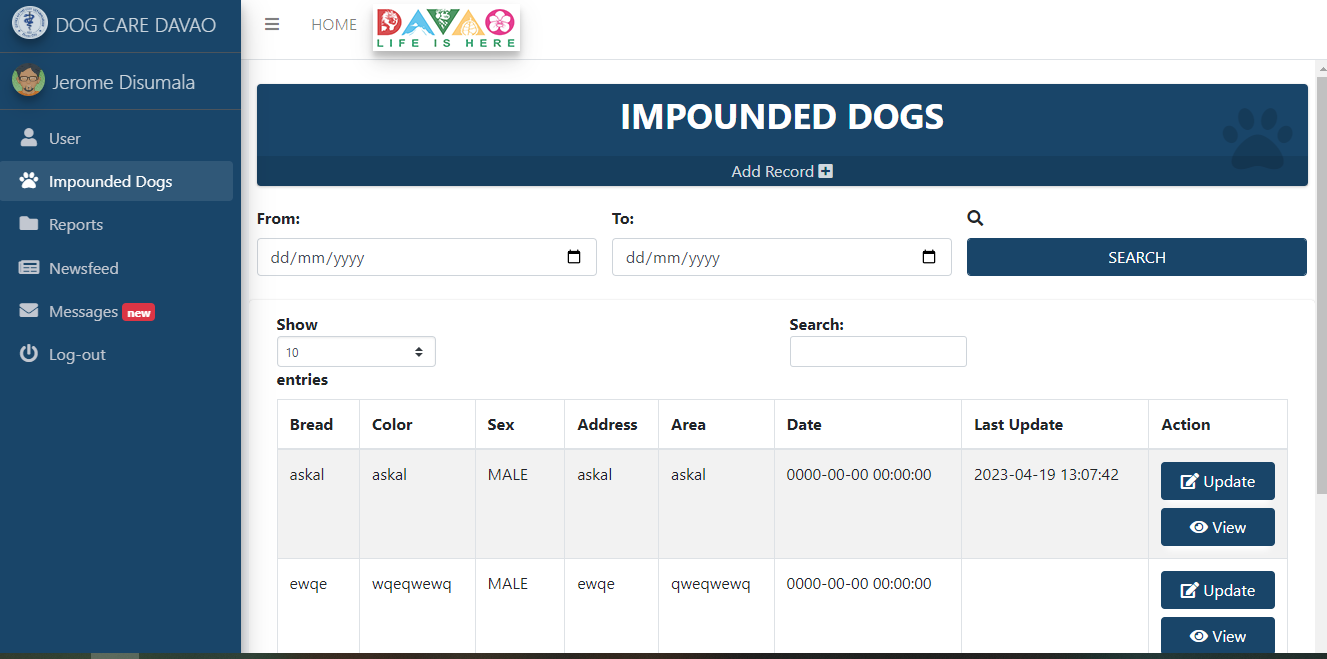 DOG CARE DAVAO
HOME
DAVAO
LIFE IS HERE
Jerome Disumala
User
Impounded Dogs
Reports
Newsfeed
Messages new
Log-out
IMPOUNDED DOGS
Add Record
From: To:
dd/mm/yyyy dd/mm/yyyy SEARCH
Show Search:
10
entries
Bread Color Sex Address Area Date Last Update Action
askal askal MALE askal askal 0000-00-00 00:00:00 2023-04-19 13:07:42 Update
View
ewqe wqeqwewq MALE ewqe qweqwewq 0000-00-00 00:00:00 Update
View